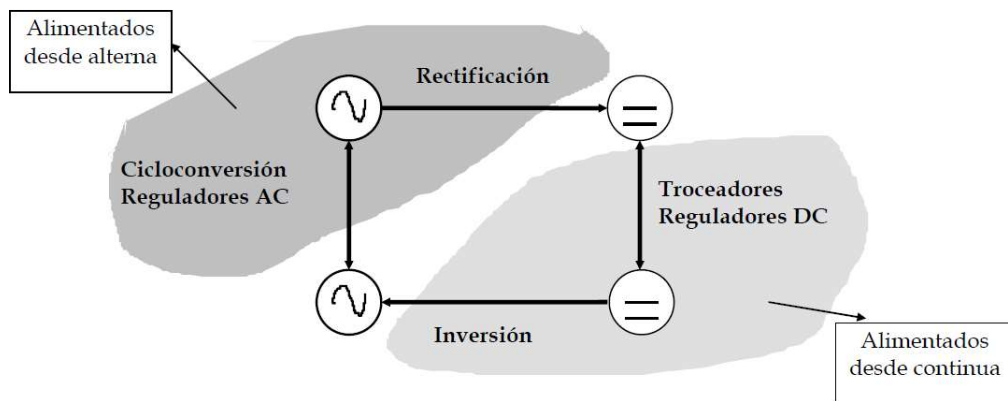 Alimentados
desde alterna
Rectificación
Cicloconversión
Reguladores AC
Troceadores
Reguladores DC
Inversión
Alimentados
desde continua